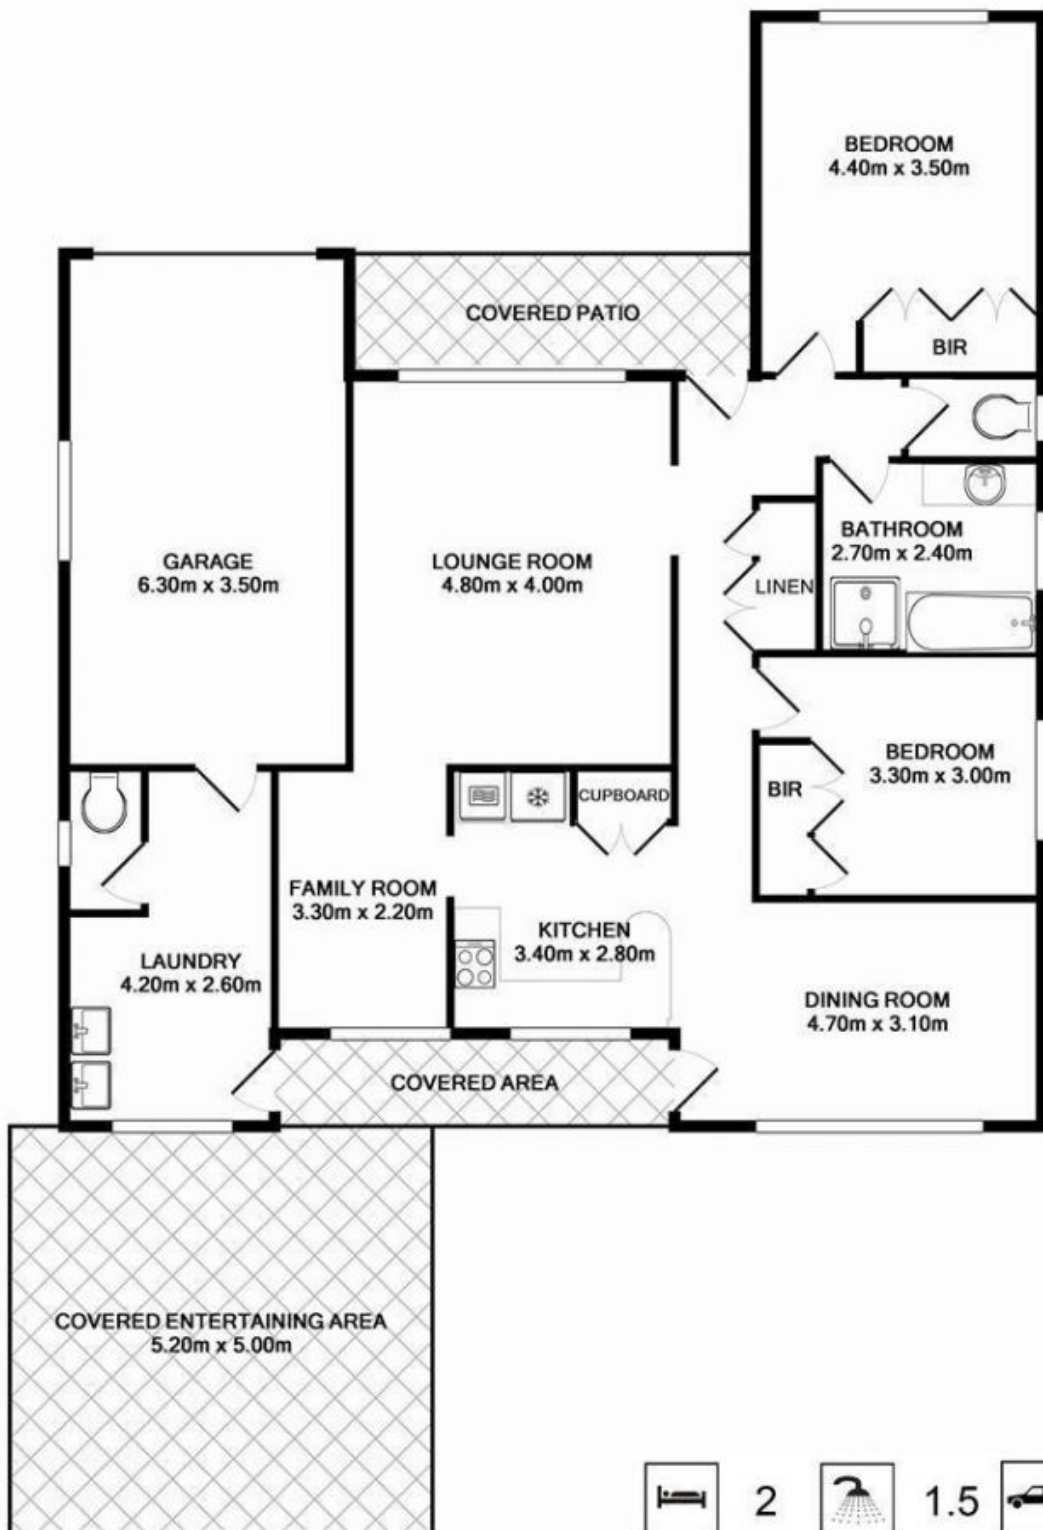 BEDROOM
4.40m x 3.50m
COVERED PATIO
BIR
GARAGE
6.30m x 3.50m
LOUNGE ROOM
4.80m x 4.00m
BATHROOM
2.70m x 2.40m
LINEN
BEDROOM
3.30m x 3.00m
BIR
CUPBOARD
FAMILY ROOM
3.30m x 2.20m
KITCHEN
3.40m x 2.80m
LAUNDRY
4.20m x 2.60m
DINING ROOM
4.70m x 3.10m
COVERED AREA
COVERED ENTERTAINING AREA
5.20m x 5.00m
2 1.5